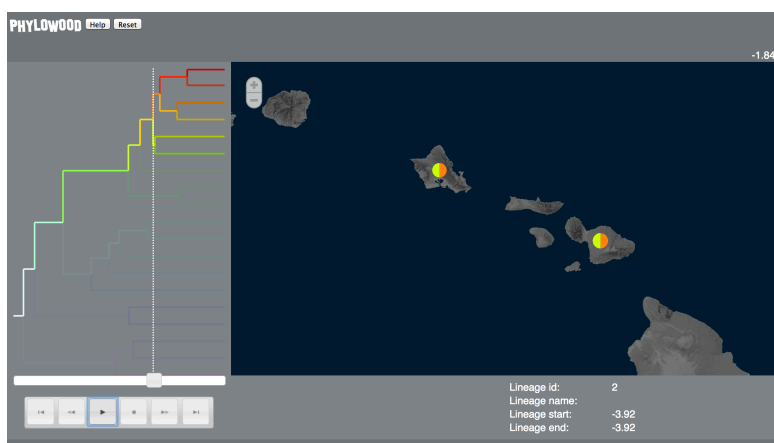 PHYLOWOOD Help Reset
-1.84
Lineage id: 2
Lineage name:
Lineage start: -3.92
Lineage end: -3.92